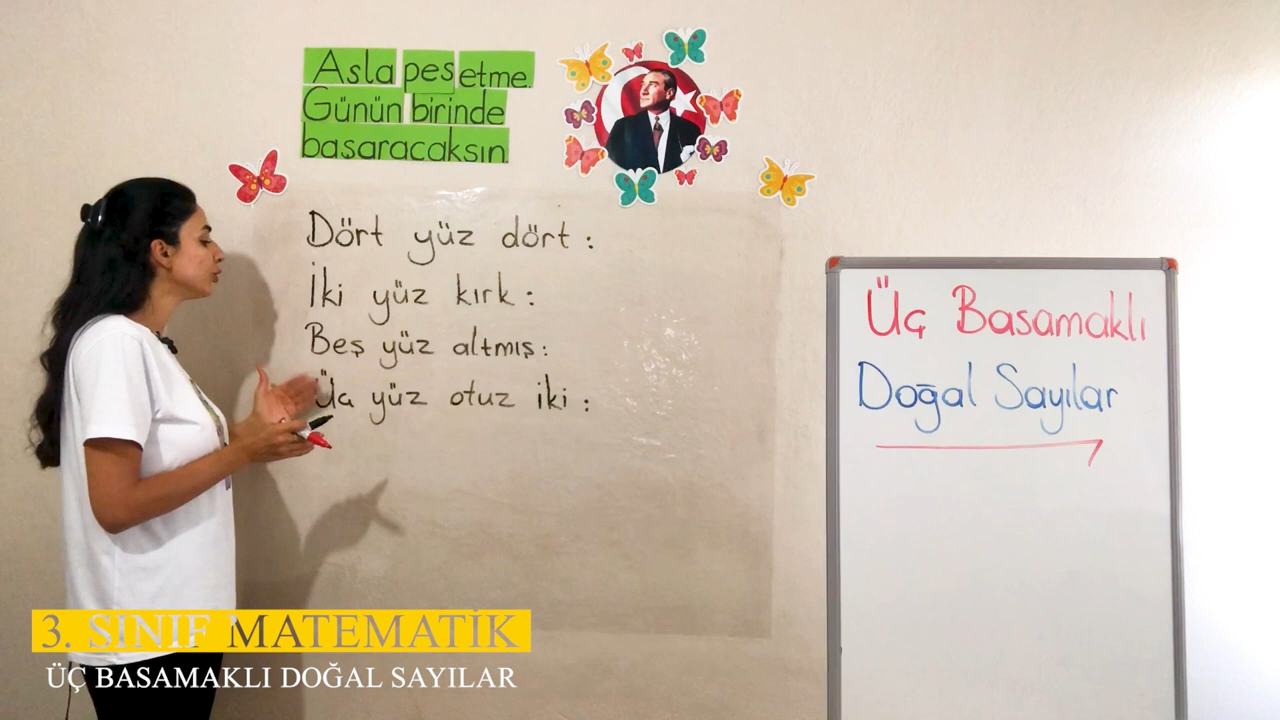 Asla pes etme.
Günün birinde
başaracaksın.
Dört yüz dört :
İki yüz kırk :
Beş yüz altmış :
Üç yüz otuz iki :
Üç Basamaklı
Doğal Sayılar
3. SINIF MATEMATİK
ÜÇ BASAMAKLI DOĞAL SAYILAR